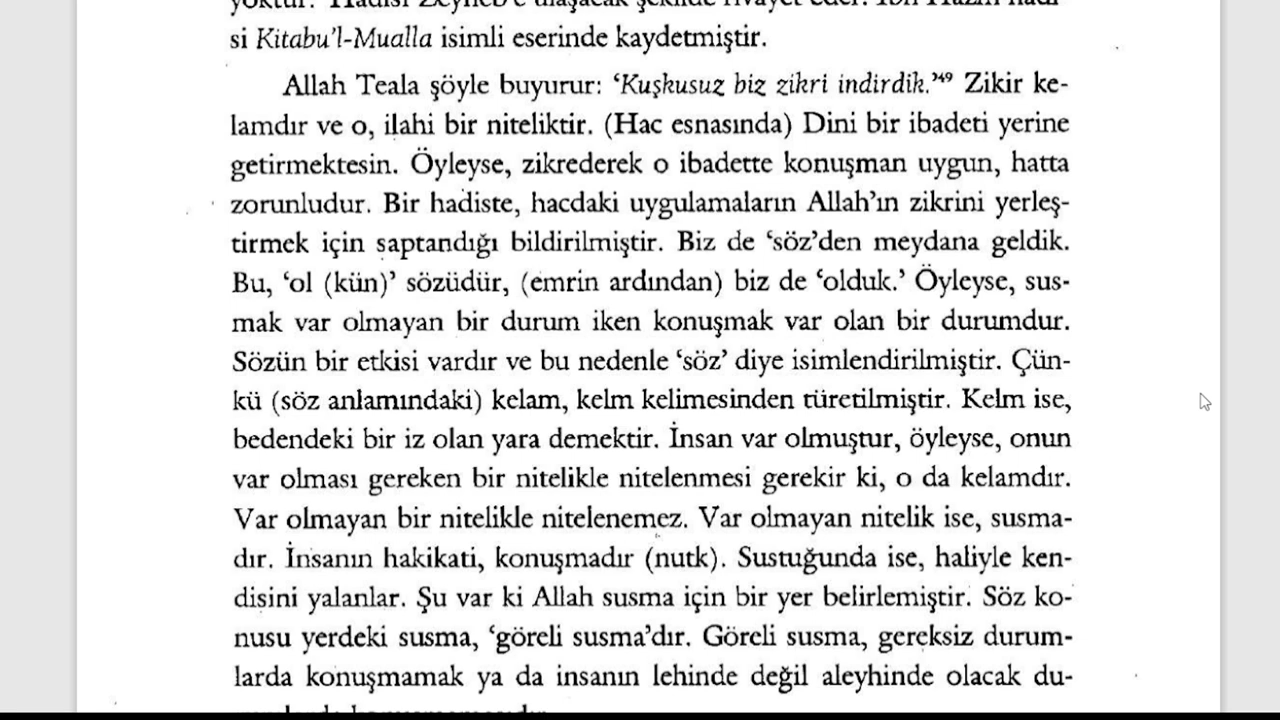 si Kitabu'l-Mualla isimli eserinde kaydetmiştir.
Allah Teala şöyle buyurur: 'Kuşkusuz biz zikri indirdik.'⁴⁹ Zikir ke-
lamdır ve o, ilahi bir niteliktir. (Hac esnasında) Dini bir ibadeti yerine
getirmektesin. Öyleyse, zikrederek o ibadette konuşman uygun, hatta
zorunludur. Bir hadiste, hacdaki uygulamaların Allah'ın zikrini yerleş-
tirmek için saptandığı bildirilmiştir. Biz de 'söz'den meydana geldik.
Bu, 'ol (kün)' sözüdür, (emrin ardından) biz de 'olduk.' Öyleyse, sus-
mak var olmayan bir durum iken konuşmak var olan bir durumdur.
Sözün bir etkisi vardır ve bu nedenle 'söz' diye isimlendirilmiştir. Çün-
kü (söz anlamındaki) kelam, kelm kelimesinden türetilmiştir. Kelm ise,
bedendeki bir iz olan yara demektir. İnsan var olmuştur, öyleyse, onun
var olması gereken bir nitelikle nitelenmesi gerekir ki, o da kelamdır.
Var olmayan bir nitelikle nitelenemez. Var olmayan nitelik ise, susma-
dır. İnsanın hakikati, konuşmadır (nutk). Sustuğunda ise, haliyle ken-
disini yalanlar. Şu var ki Allah susma için bir yer belirlemiştir. Söz ko-
nusu yerdeki susma, 'göreli susma'dır. Göreli susma, gereksiz durum-
larda konuşmamak ya da insanın lehinde değil aleyhinde olacak du-